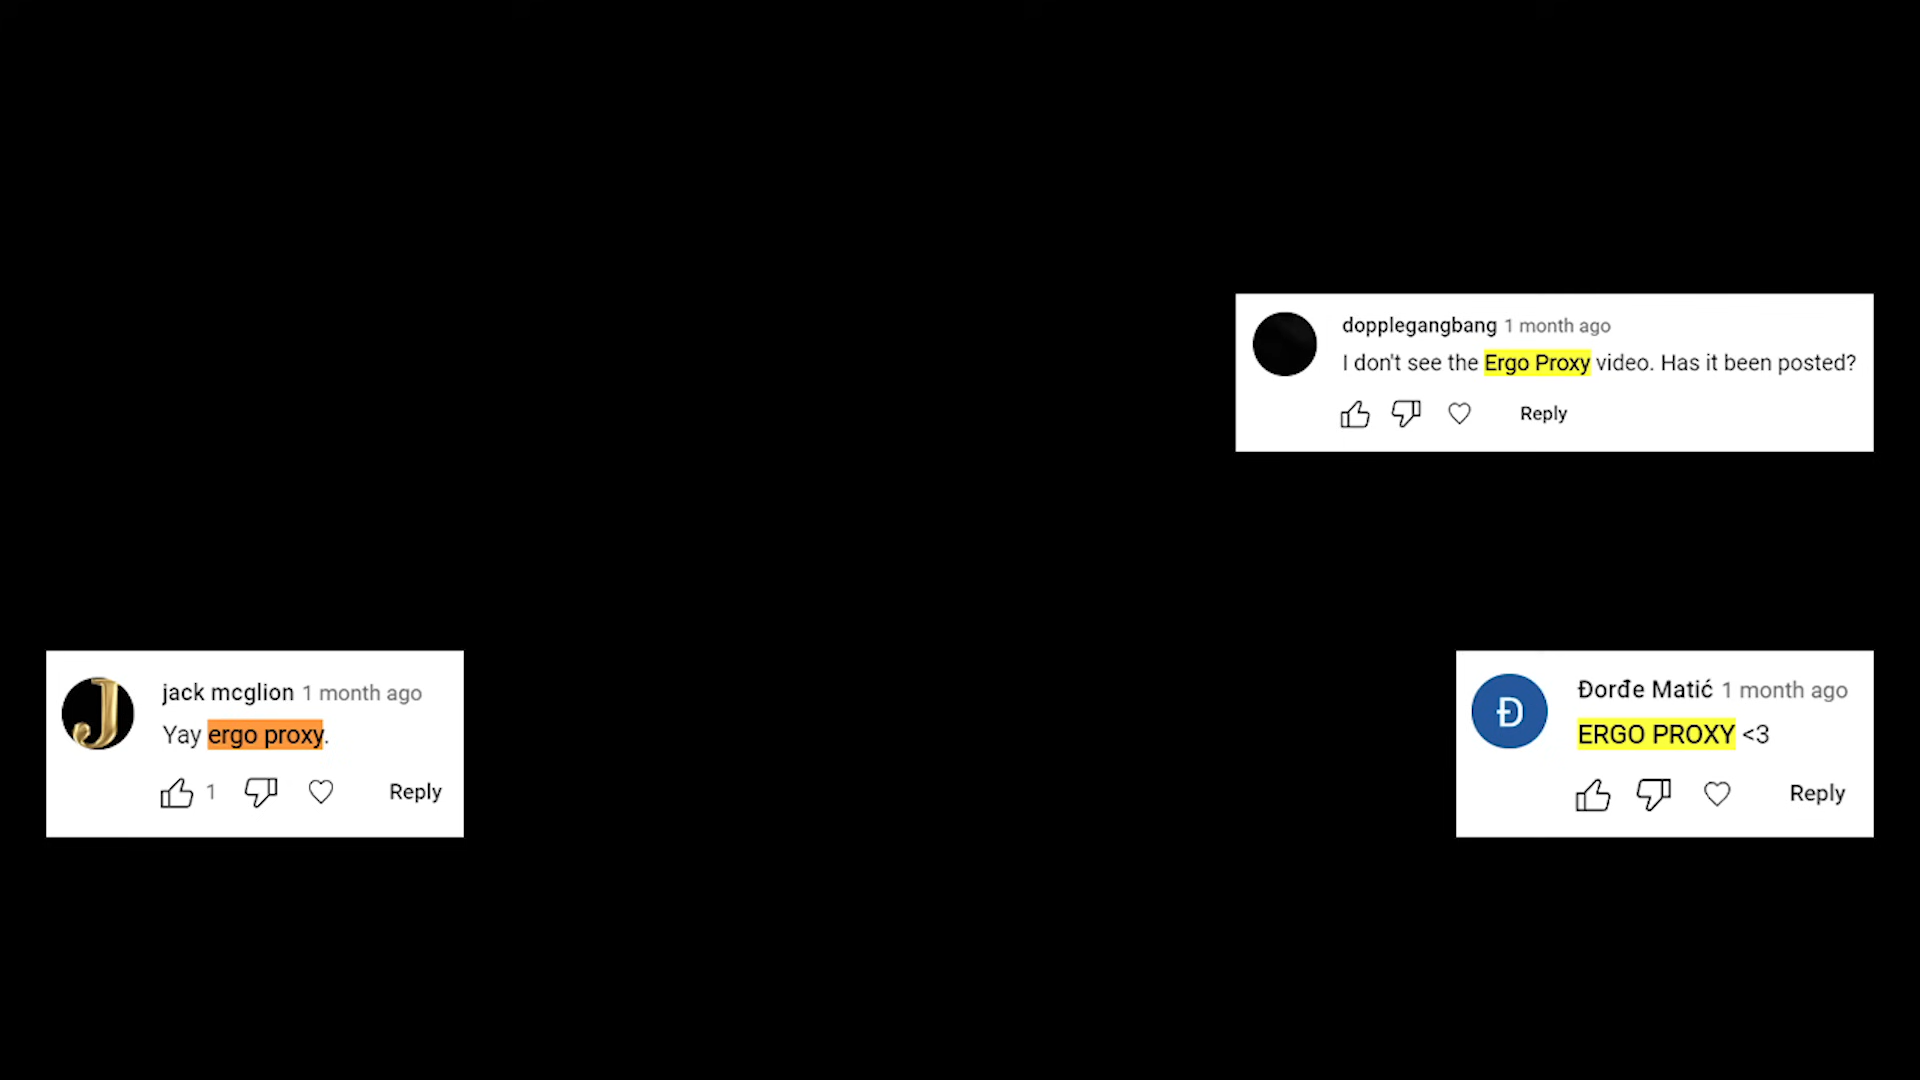 dopplegangbang 1 month ago
I don't see the Ergo Proxy video. Has it been posted?
Reply
J
jack mcglion 1 month ago
Yay ergo proxy.
1 Reply
Đ
Đorđe Matić 1 month ago
ERGO PROXY <3
Reply